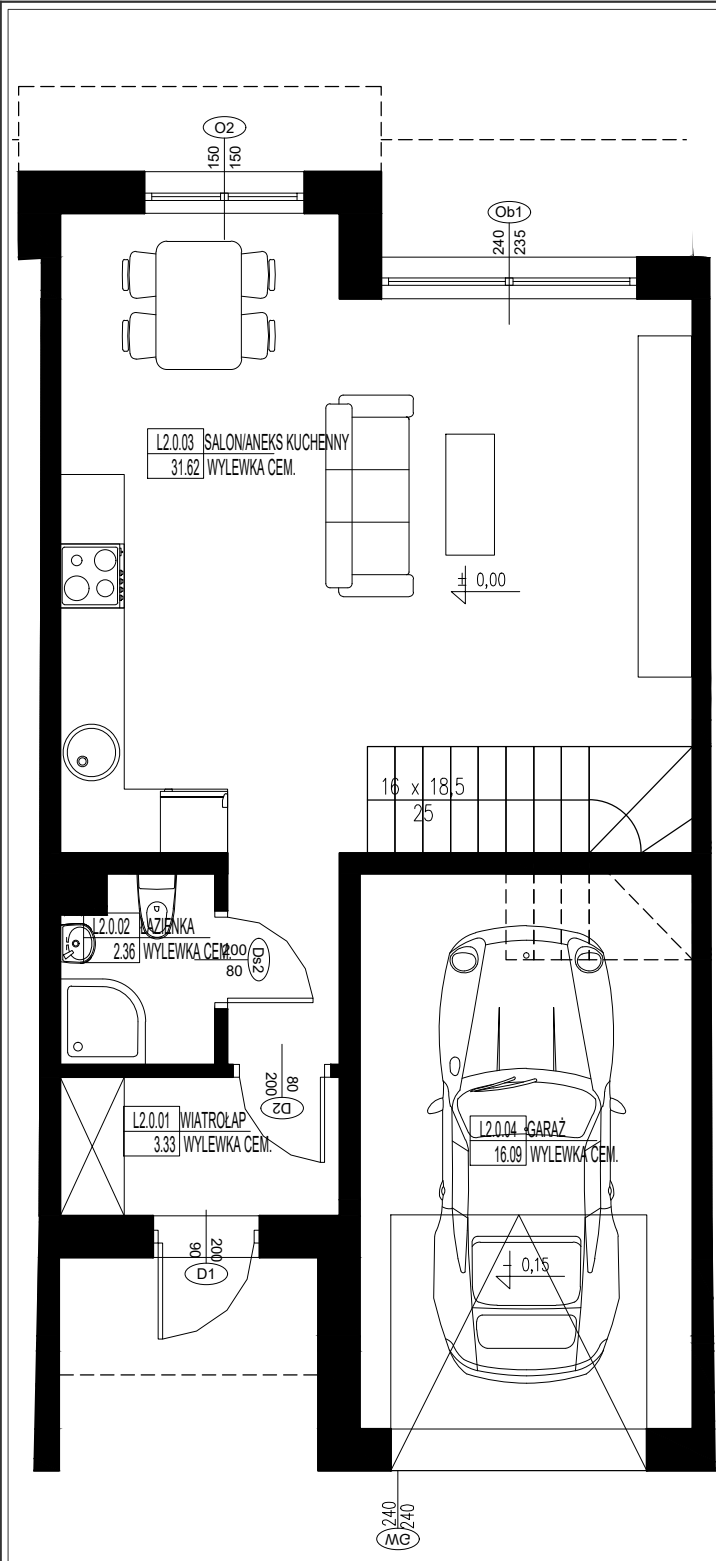 O2
150
150
Ob1
240
235
L2.0.03 SALON/ANEKS KUCHENNY
31.62 WYLEWKA CEM.
± 0,00
16 x 18,5
25
L2.0.02 ŁAZIENKA
2.36 WYLEWKA CEM.
200
80
Ds2
80
200
D2
L2.0.01 WIATROŁAP
3.33 WYLEWKA CEM.
L2.0.04 GARAŻ
16.09 WYLEWKA CEM.
90
200
D1
- 0,15
240
240
GW